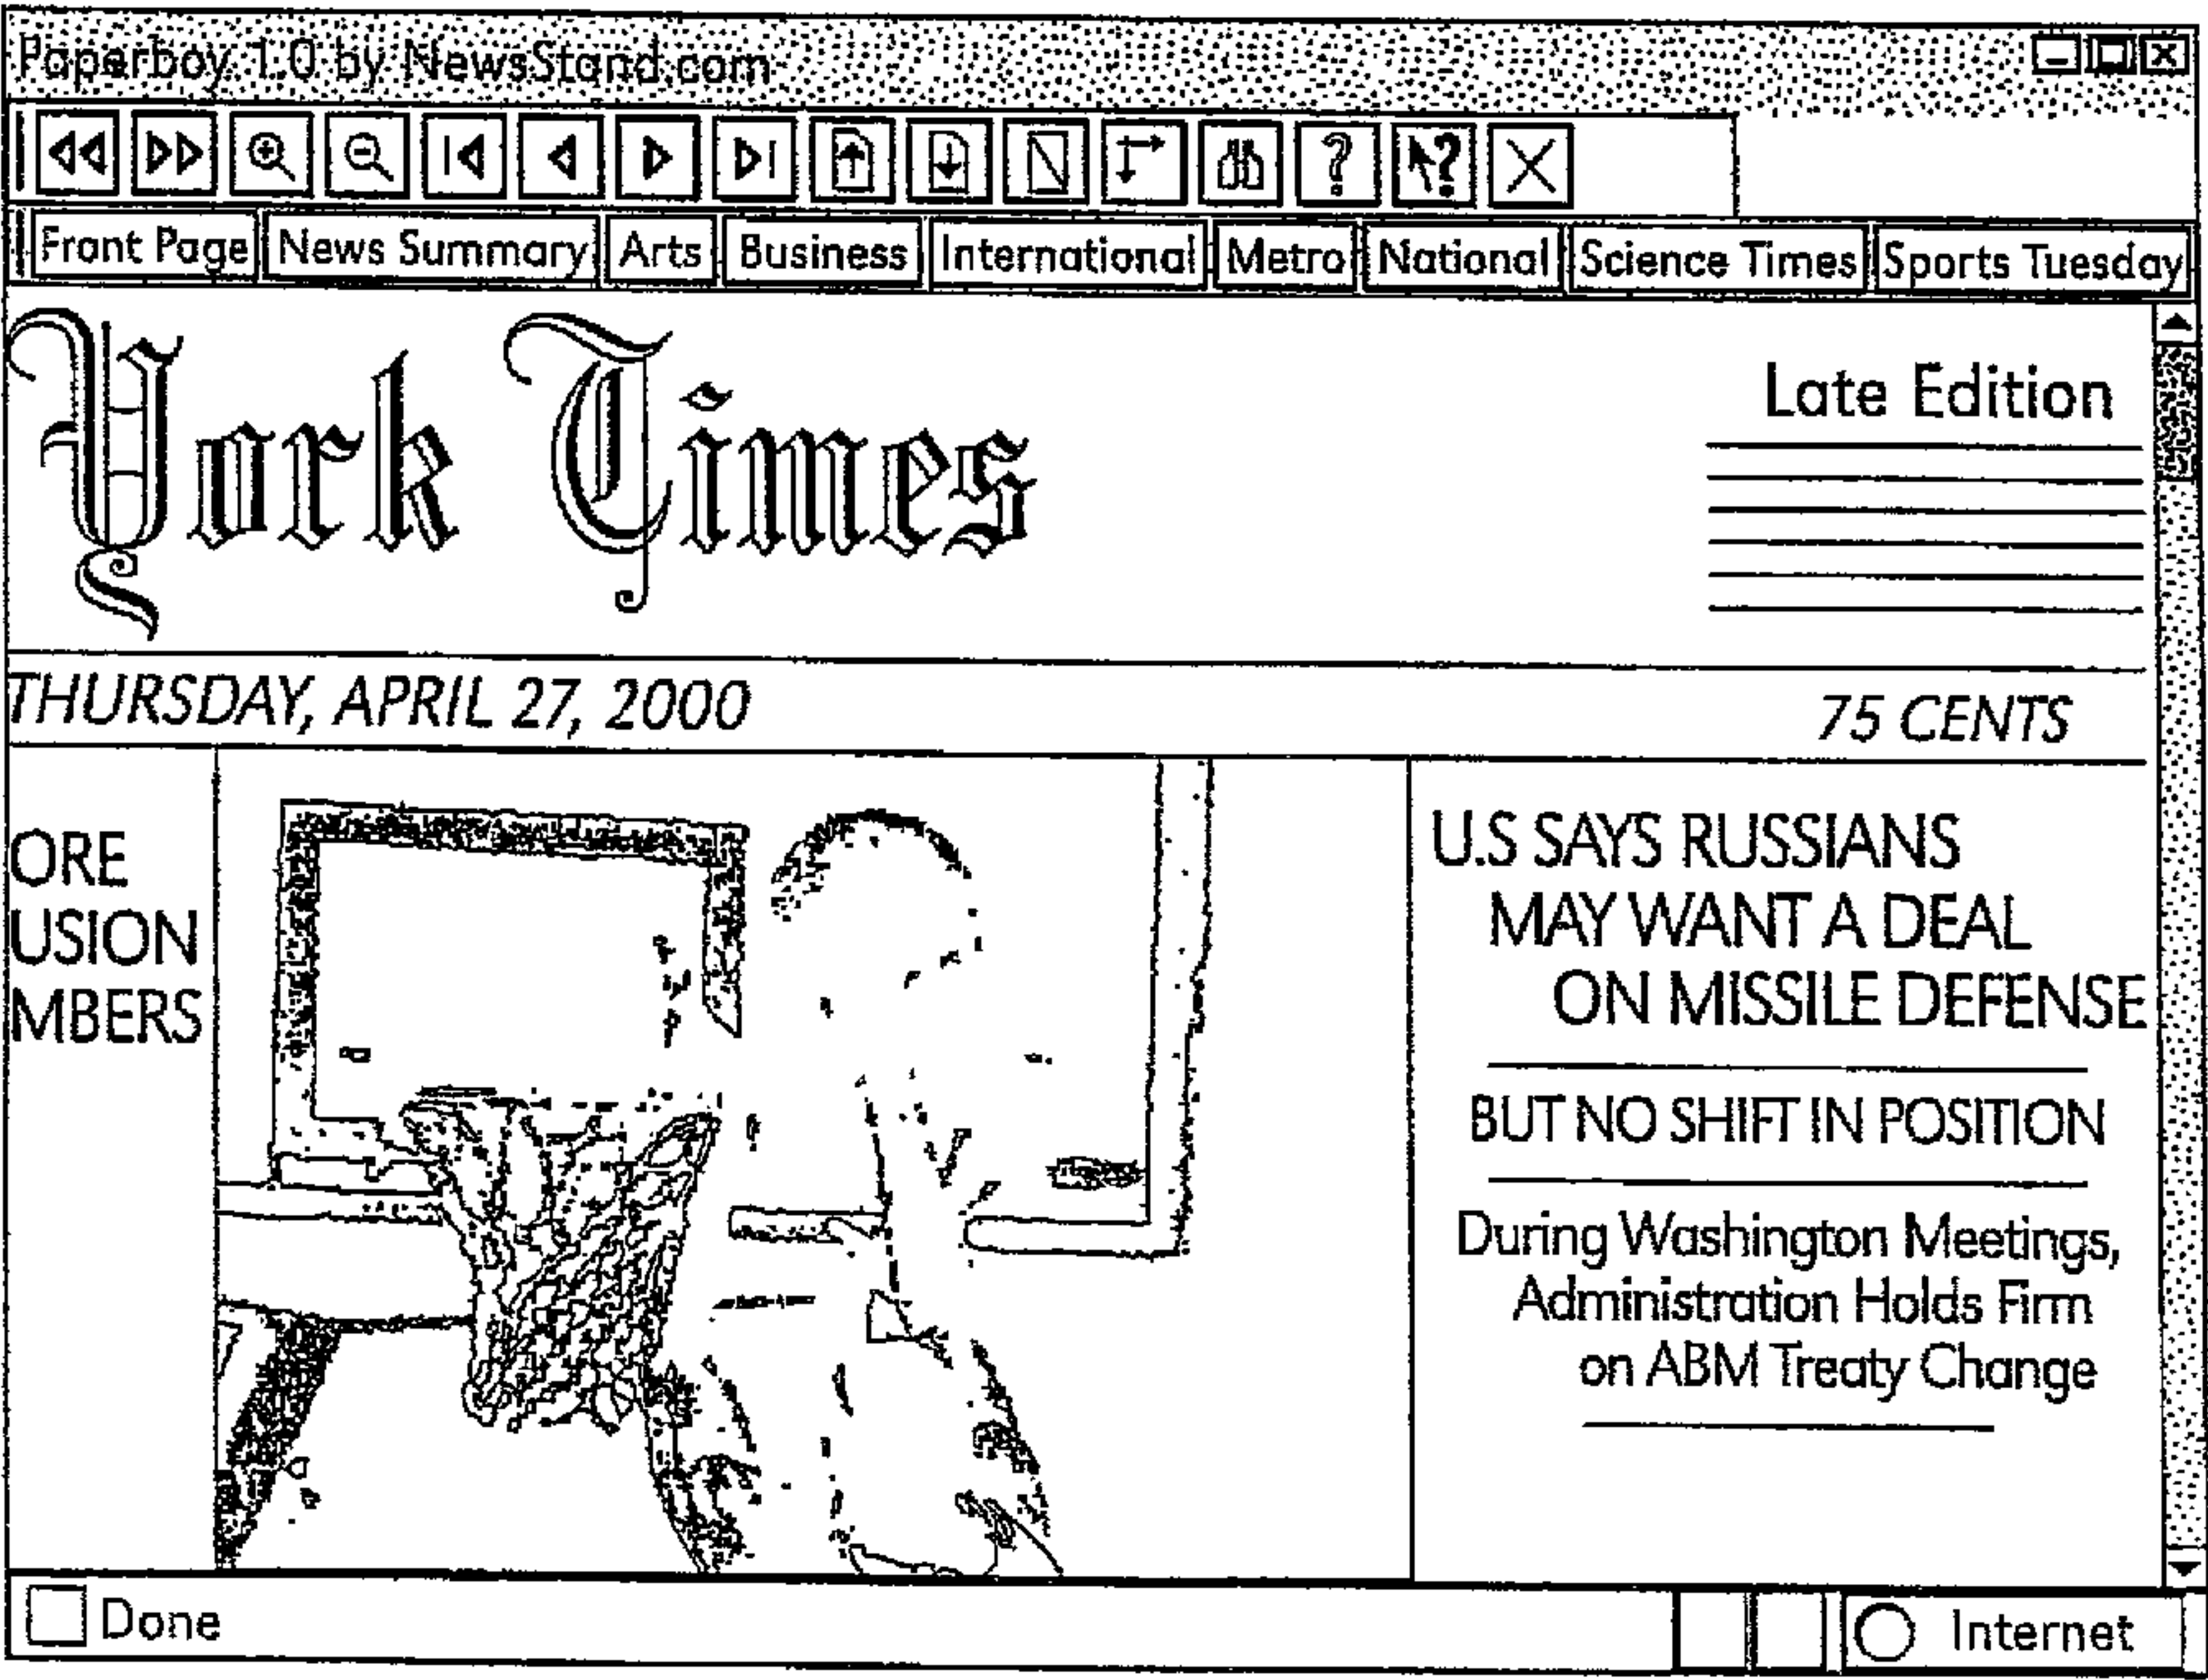 Paperboy 1.0 by NewsStand.com
Front Page News Summary Arts Business International Metro National Science Times Sports Tuesday
York Times
Late Edition
THURSDAY, APRIL 27, 2000
75 CENTS
ORE
USION
MBERS
U.S SAYS RUSSIANS
MAY WANT A DEAL
ON MISSILE DEFENSE
BUT NO SHIFT IN POSITION
During Washington Meetings,
Administration Holds Firm
on ABM Treaty Change
Done
Internet